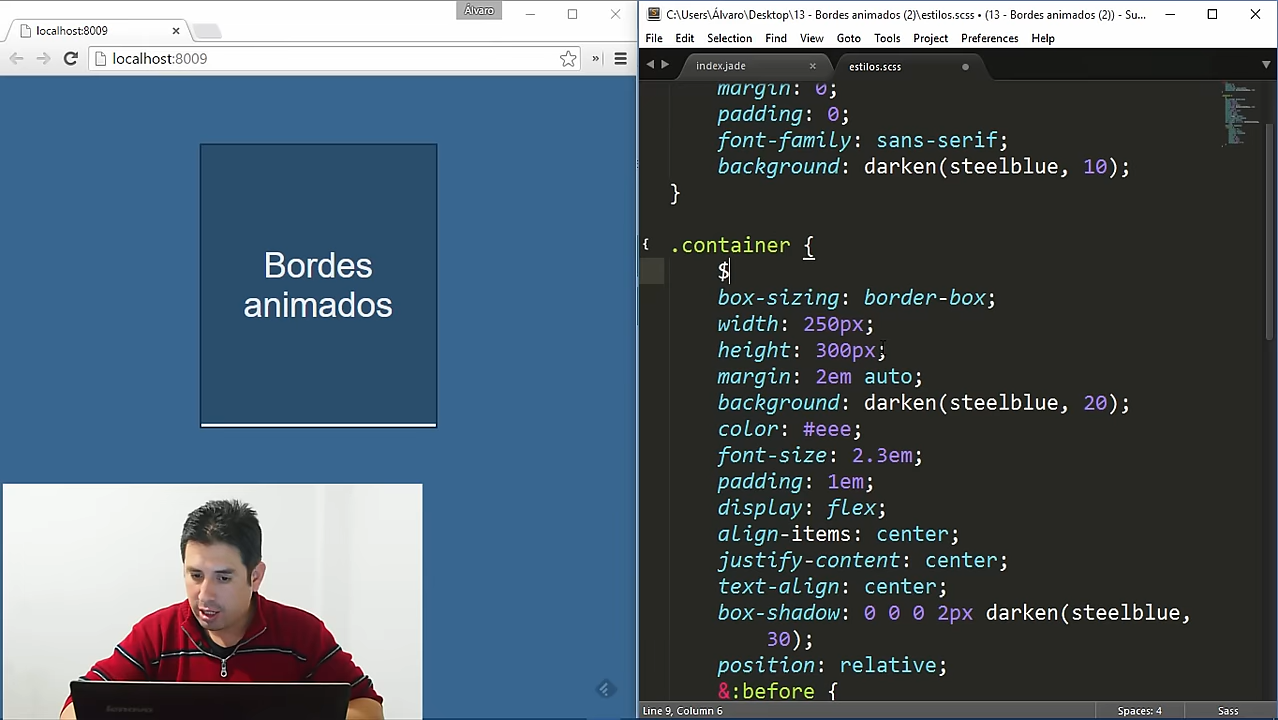 Álvaro
localhost:8009
localhost:8009
Bordes
animados
lenovo
C:\Users\Álvaro\Desktop\13 - Bordes animados (2)\estilos.scss • (13 - Bordes animados (2)) - Su...
File Edit Selection Find View Goto Tools Project Preferences Help
index.jade
estilos.scss
margin: 0;
padding: 0;
font-family: sans-serif;
background: darken(steelblue, 10);
}
.container {
$
box-sizing: border-box;
width: 250px;
height: 300px;
margin: 2em auto;
background: darken(steelblue, 20);
color: #eee;
font-size: 2.3em;
padding: 1em;
display: flex;
align-items: center;
justify-content: center;
text-align: center;
box-shadow: 0 0 0 2px darken(steelblue,
30);
position: relative;
&:before {
Line 9, Column 6
Spaces: 4
Sass